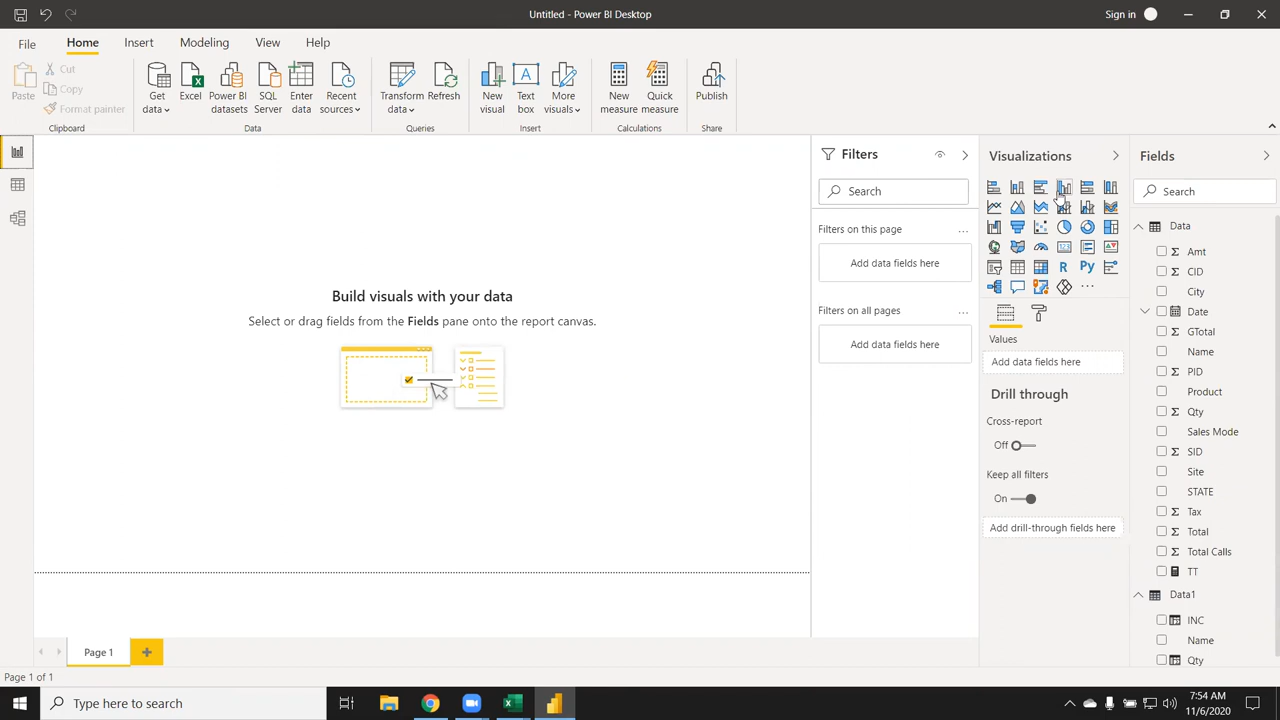 Untitled - Power BI Desktop
Sign in
File
Home
Insert
Modeling
View
Help
Paste
Cut
Copy
Format painter
Clipboard
Get data
Excel
Power BI datasets
SQL Server
Enter data
Recent sources
Data
Transform data
Refresh
Queries
New visual
Text box
More visuals
Insert
New measure
Quick measure
Calculations
Publish
Share
Build visuals with your data
Select or drag fields from the Fields pane onto the report canvas.
Filters
Search
Filters on this page
...
Add data fields here
Filters on all pages
...
Add data fields here
Visualizations
R
Py
...
Values
Add data fields here
Drill through
Cross-report
Off
Keep all filters
On
Add drill-through fields here
Fields
Search
Data
Σ Amt
Σ CID
City
Date
Σ GTotal
Name
Σ PID
Product
Σ Qty
Sales Mode
Σ SID
Site
STATE
Σ Tax
Σ Total
Σ Total Calls
TT
Data1
INC
Name
Qty
Page 1
Page 1 of 1
Type here to search
7:54 AM
11/6/2020